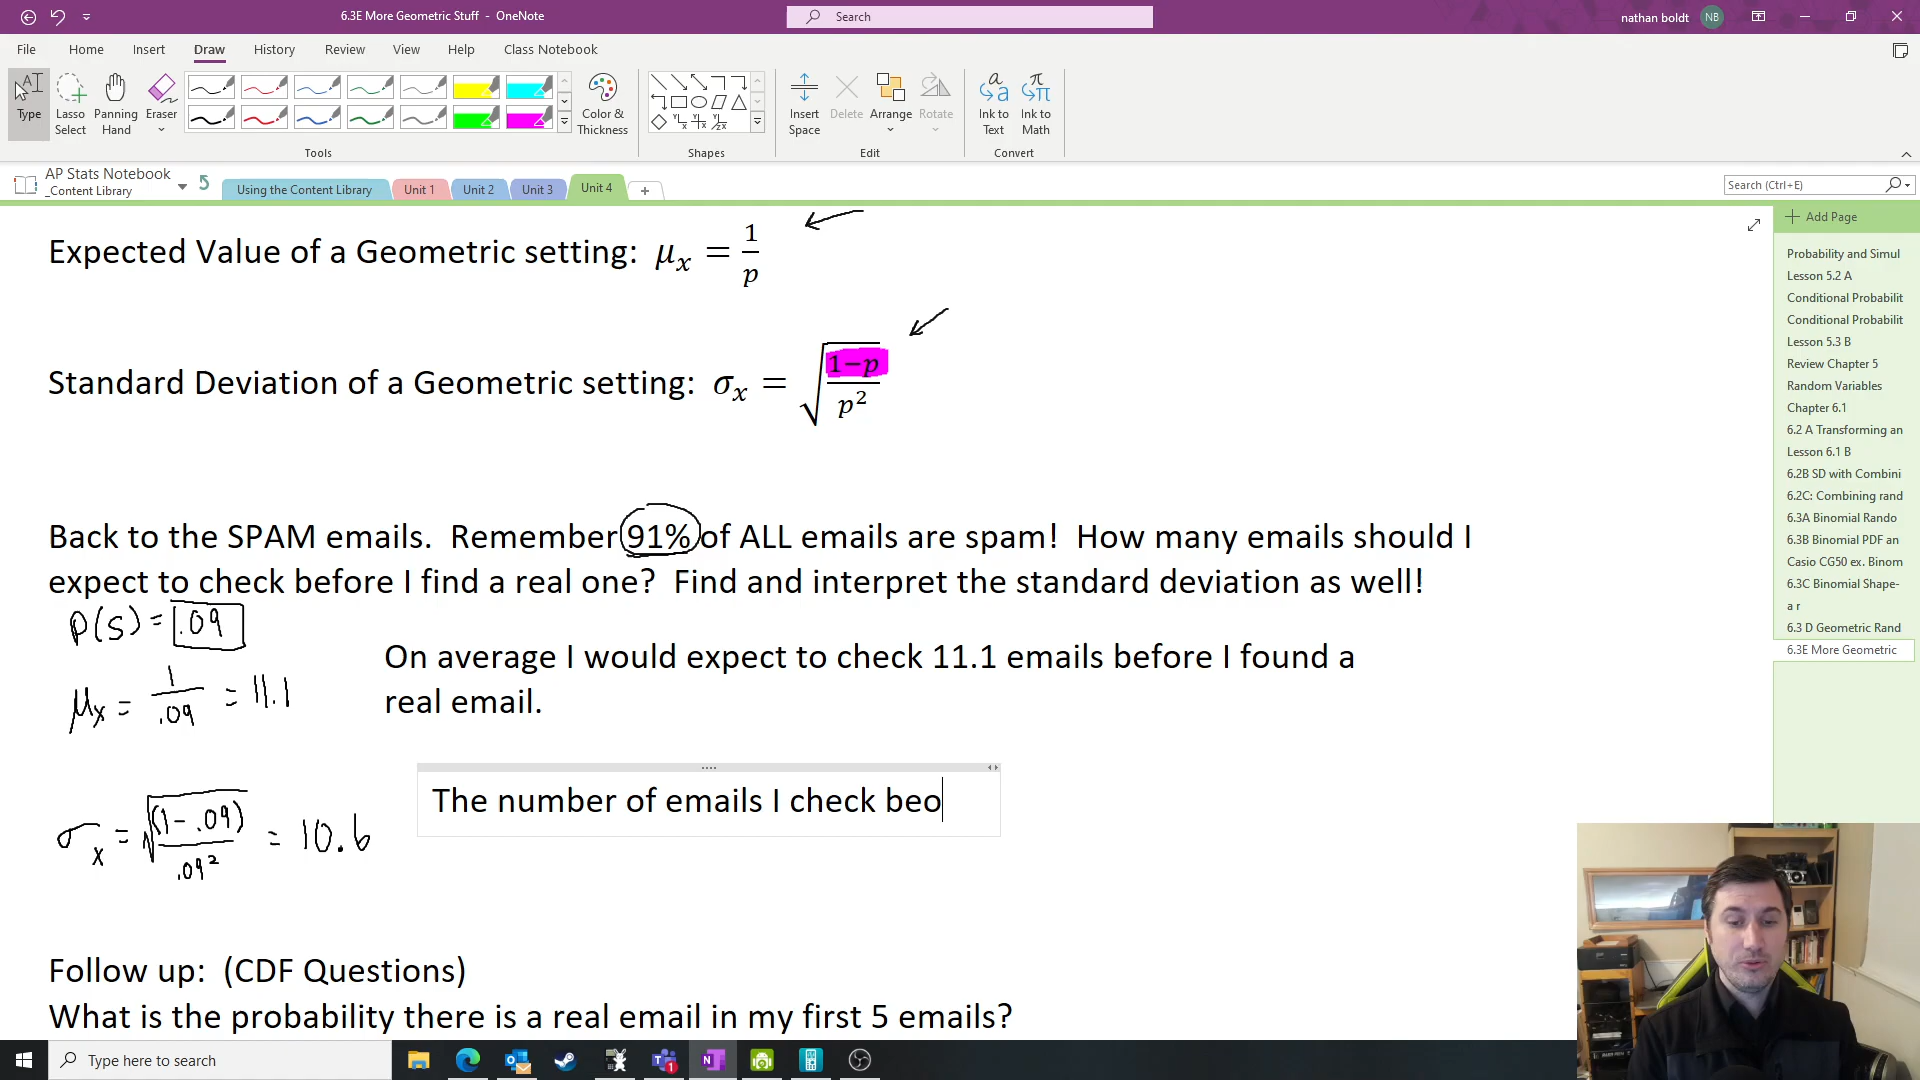 6.3E More Geometric Stuff - OneNote
Search
nathan boldt
NB
File Home Insert Draw History Review View Help Class Notebook
Type
Lasso Select
Panning Hand
Eraser
Color & Thickness
Insert Space
Delete
Arrange
Rotate
Ink to Text
Ink to Math
Tools
Shapes
Edit
Convert
AP Stats Notebook
_Content Library
Using the Content Library
Unit 1
Unit 2
Unit 3
Unit 4
Search (Ctrl+E)
Add Page
Probability and Simul
Lesson 5.2 A
Conditional Probabilit
Conditional Probabilit
Lesson 5.3 B
Review Chapter 5
Random Variables
Chapter 6.1
6.2 A Transforming an
Lesson 6.1 B
6.2B SD with Combini
6.2C: Combining rand
6.3A Binomial Rando
6.3B Binomial PDF an
Casio CG50 ex. Binom
6.3C Binomial Shape-
a r
6.3 D Geometric Rand
6.3E More Geometric
Expected Value of a Geometric setting: μₓ = 1/p
Standard Deviation of a Geometric setting: σₓ = √((1−p)/p²)
Back to the SPAM emails. Remember 91% of ALL emails are spam! How many emails should I
expect to check before I find a real one? Find and interpret the standard deviation as well!
P(S) = .09
μₓ = 1/.09 = 11.1
On average I would expect to check 11.1 emails before I found a
real email.
The number of emails I check beo
σₓ = √((1 - .09)/.09²) = 10.6
Follow up: (CDF Questions)
What is the probability there is a real email in my first 5 emails?
Type here to search